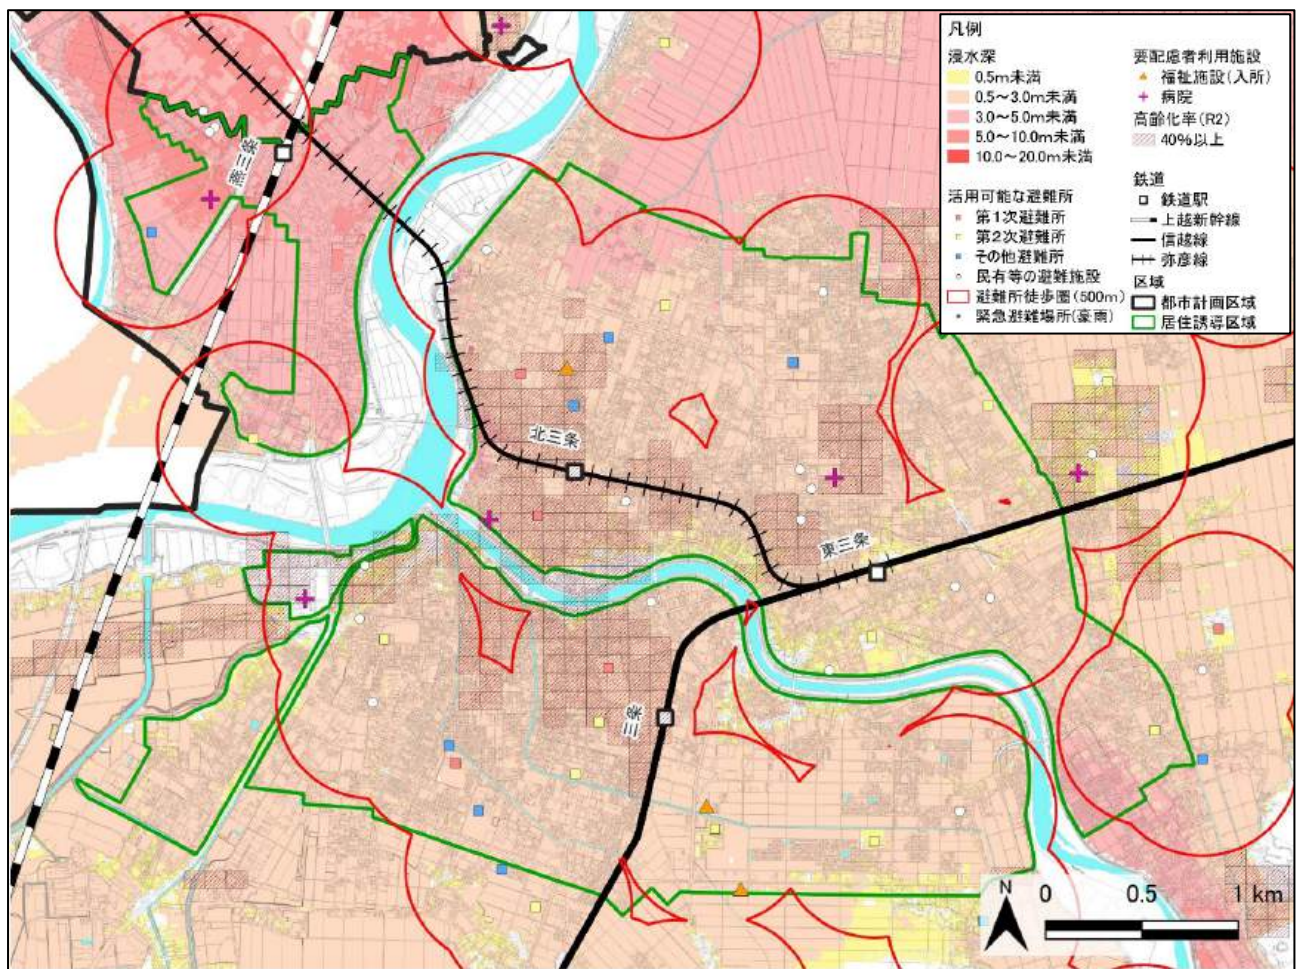 凡例
浸水深
0.5m未満
0.5～3.0m未満
3.0～5.0m未満
5.0～10.0m未満
10.0～20.0m未満
活用可能な避難所
第1次避難所
第2次避難所
その他避難所
民有等の避難施設
避難所徒歩圏(500m)
緊急避難場所(豪雨)
要配慮者利用施設
福祉施設(入所)
病院
高齢化率(R2)
40%以上
鉄道
鉄道駅
上越新幹線
信越線
弥彦線
区域
都市計画区域
居住誘導区域
燕三条
北三条
東三条
三条
N
0 0.5 1 km